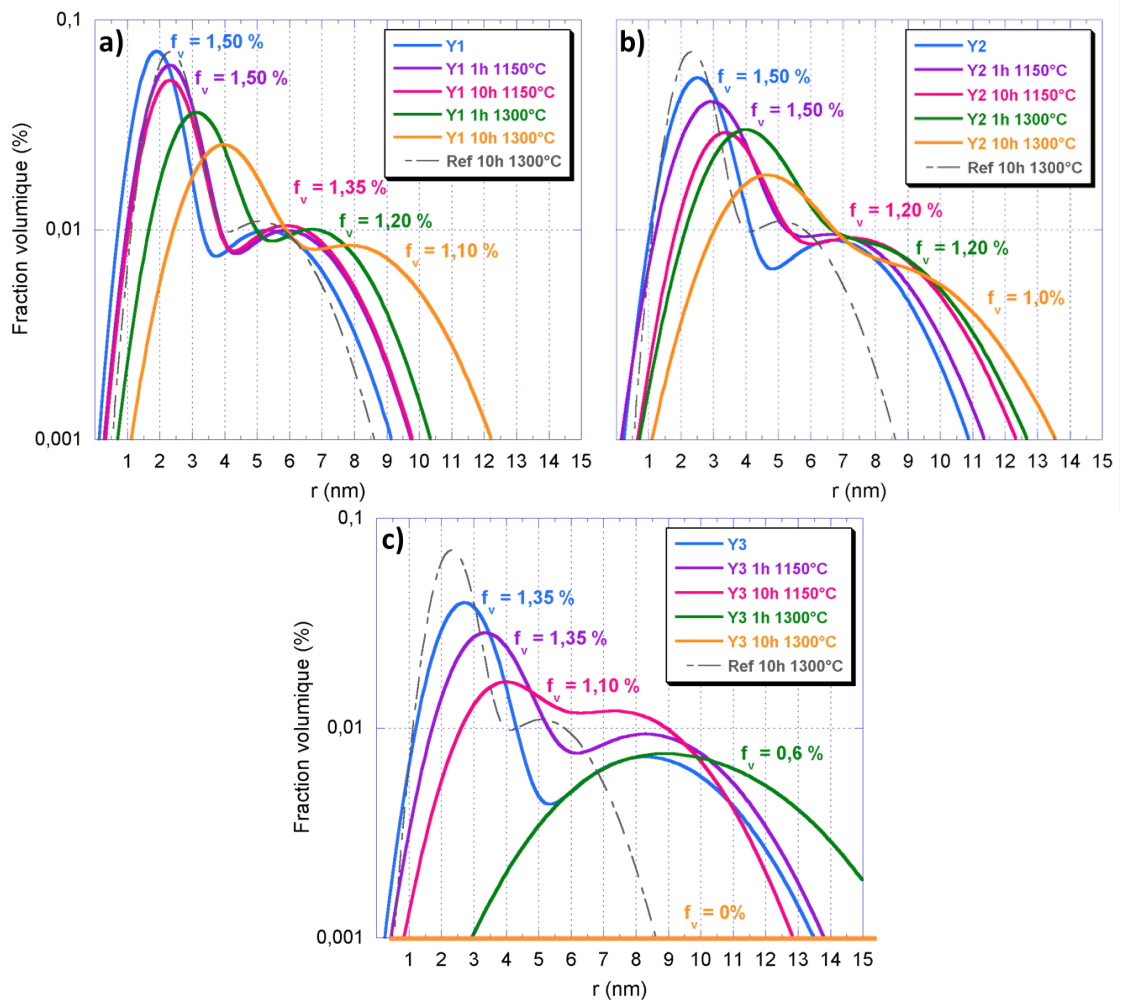 a)
0,1
0,01
0,001
Fraction volumique (%)
f_v = 1,50 %
f_v = 1,50 %
f_v = 1,35 %
f_v = 1,20 %
f_v = 1,10 %
Y1
Y1 1h 1150°C
Y1 10h 1150°C
Y1 1h 1300°C
Y1 10h 1300°C
Ref 10h 1300°C
1 2 3 4 5 6 7 8 9 10 11 12 13 14 15
r (nm)
b)
f_v = 1,50 %
f_v = 1,50 %
f_v = 1,20 %
f_v = 1,20 %
f_v = 1,0%
Y2
Y2 1h 1150°C
Y2 10h 1150°C
Y2 1h 1300°C
Y2 10h 1300°C
Ref 10h 1300°C
1 2 3 4 5 6 7 8 9 10 11 12 13 14 15
r (nm)
c)
0,1
0,01
0,001
Fraction volumique (%)
f_v = 1,35 %
f_v = 1,35 %
f_v = 1,10 %
f_v = 0,6 %
f_v = 0%
Y3
Y3 1h 1150°C
Y3 10h 1150°C
Y3 1h 1300°C
Y3 10h 1300°C
Ref 10h 1300°C
1 2 3 4 5 6 7 8 9 10 11 12 13 14 15
r (nm)